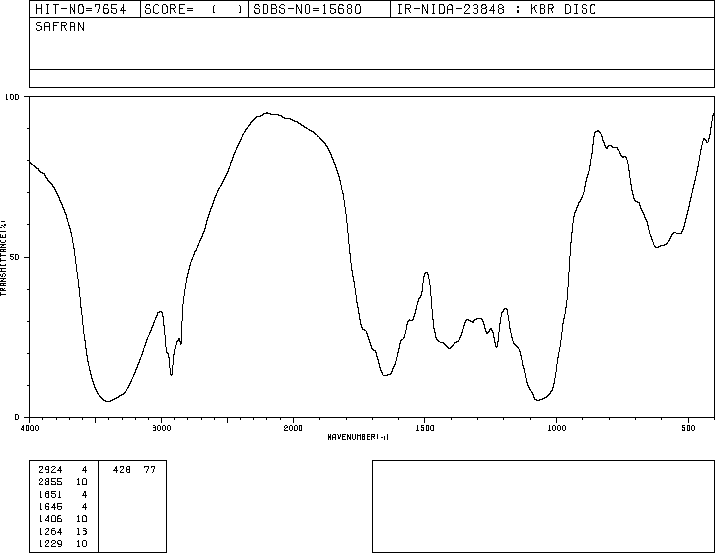 HIT-NO=7654 SCORE= ( ) SDBS-NO=15680 IR-NIDA-23848 : KBR DISC
SAFRAN
100
TRANSMITTANCE(%)
50
0
4000 3000 2000 1500 1000 500
WAVENUMBER(-1)
2924 4 428 77
2855 10
1651 4
1645 4
1406 10
1264 13
1229 10